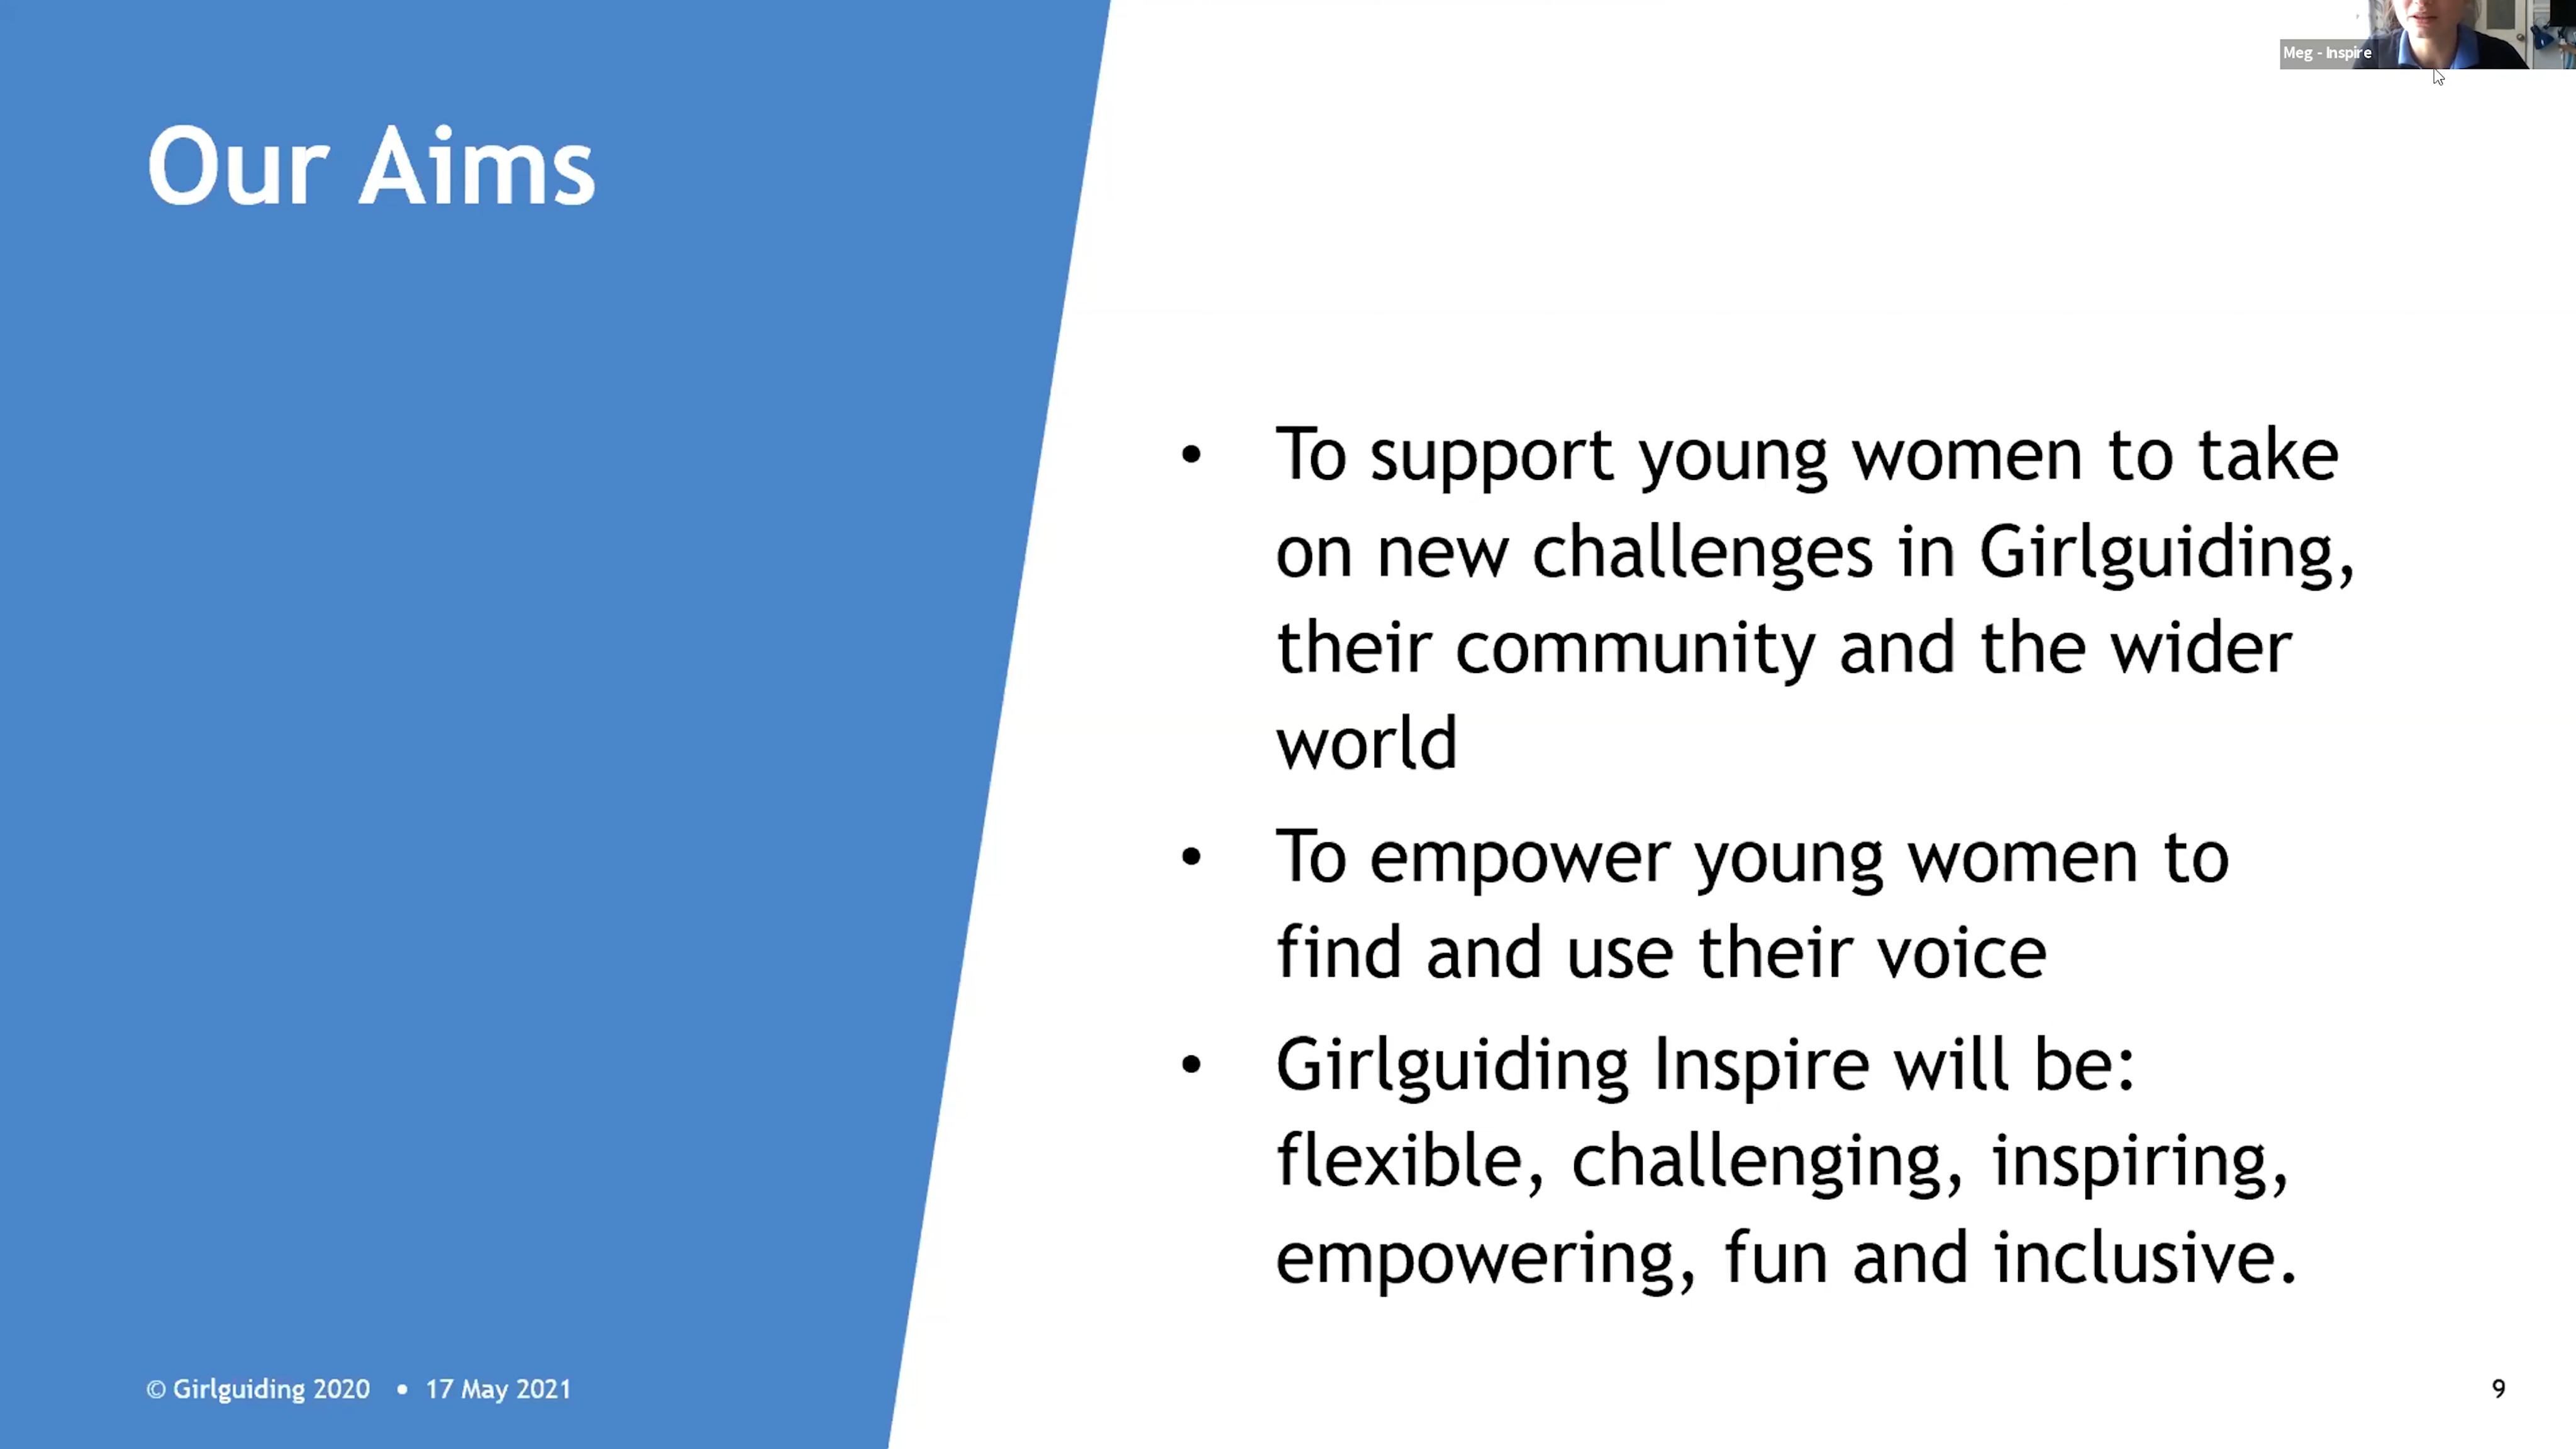 Meg - Inspire
Our Aims
• To support young women to take
on new challenges in Girlguiding,
their community and the wider
world
• To empower young women to
find and use their voice
• Girlguiding Inspire will be:
flexible, challenging, inspiring,
empowering, fun and inclusive.
© Girlguiding 2020 • 17 May 2021
9